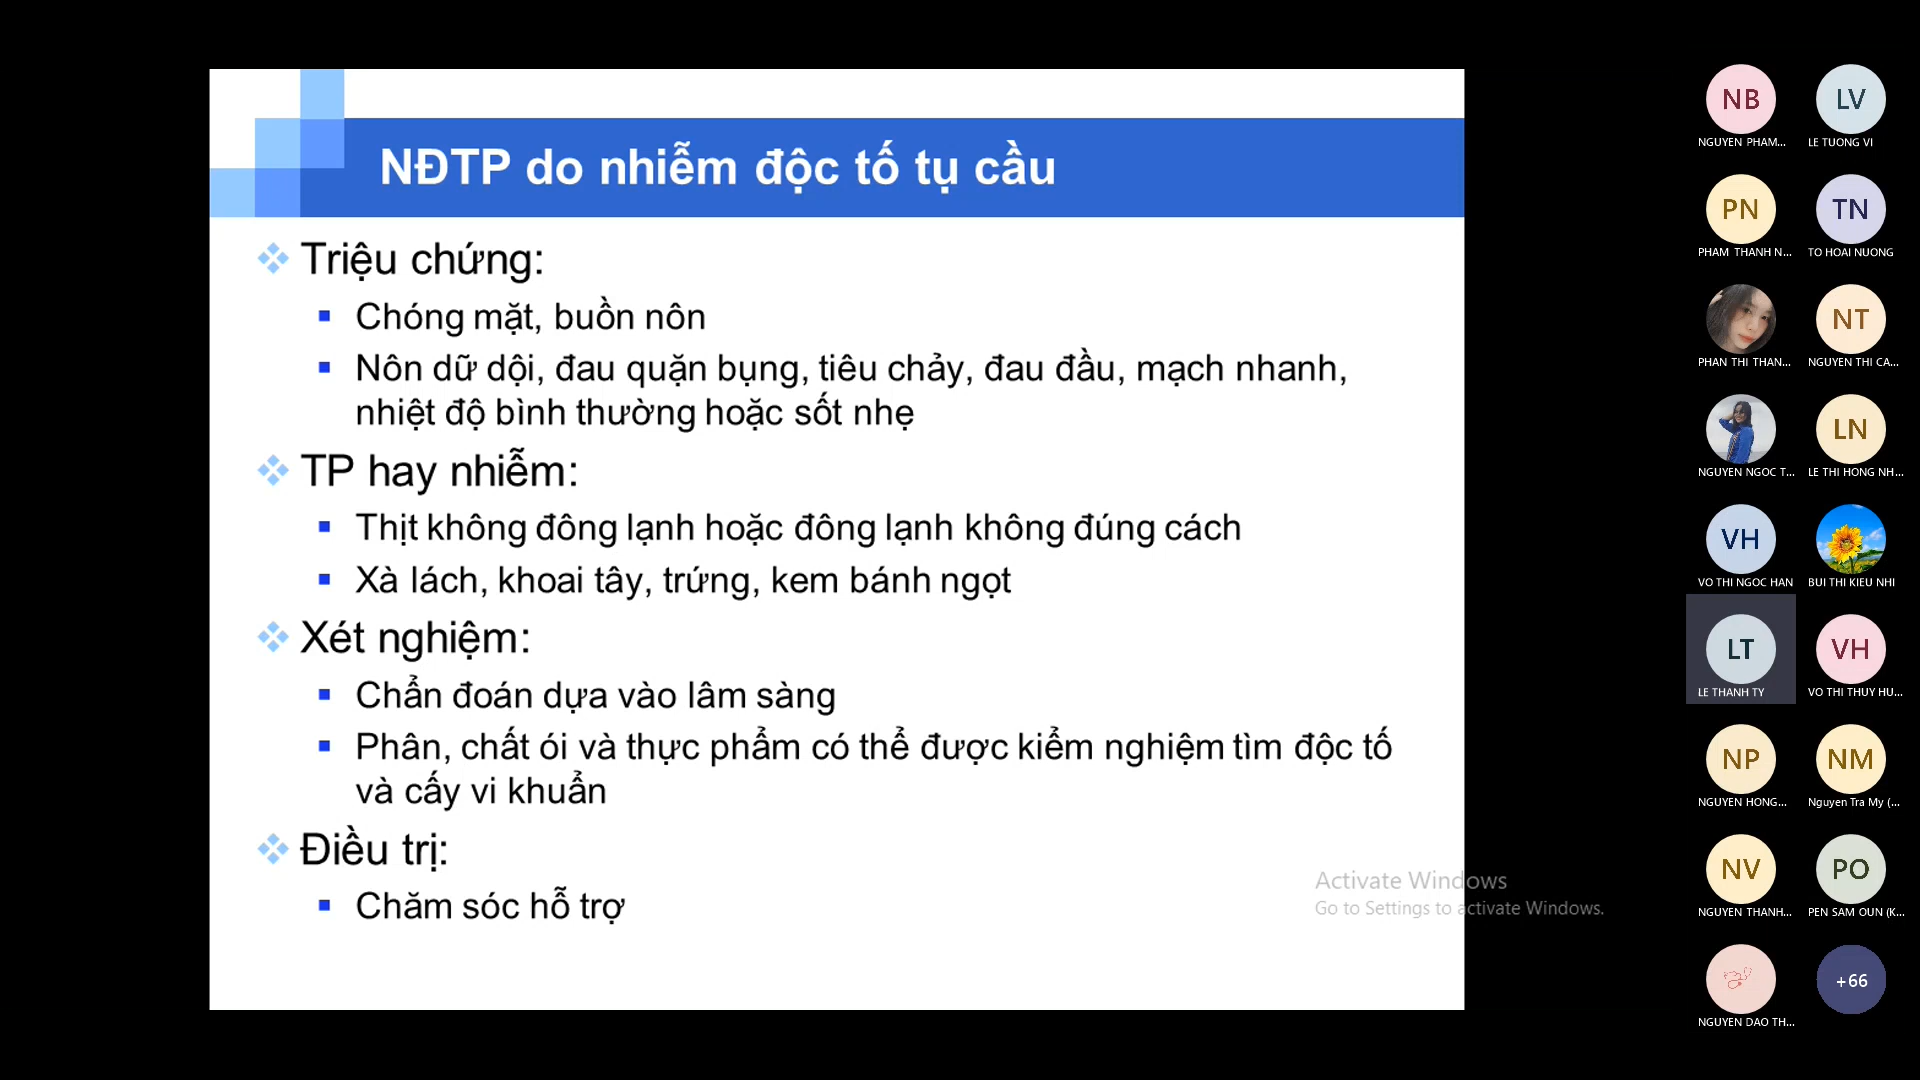 NĐTP do nhiễm độc tố tụ cầu
Triệu chứng:
Chóng mặt, buồn nôn
Nôn dữ dội, đau quặn bụng, tiêu chảy, đau đầu, mạch nhanh,
nhiệt độ bình thường hoặc sốt nhẹ
TP hay nhiễm:
Thịt không đông lạnh hoặc đông lạnh không đúng cách
Xà lách, khoai tây, trứng, kem bánh ngọt
Xét nghiệm:
Chẩn đoán dựa vào lâm sàng
Phân, chất ói và thực phẩm có thể được kiểm nghiệm tìm độc tố
và cấy vi khuẩn
Điều trị:
Chăm sóc hỗ trợ
Activate Windows
Go to Settings to activate Windows.
NB
LV
NGUYEN PHAM...
LE TUONG VI
PN
TN
PHAM THANH N...
TO HOAI NUONG
NT
PHAN THI THAN...
NGUYEN THI CA...
LN
NGUYEN NGOC T...
LE THI HONG NH...
VH
VO THI NGOC HAN
BUI THI KIEU NHI
LT
VH
LE THANH TY
VO THI THUY HU...
NP
NM
NGUYEN HONG...
Nguyen Tra My (...
NV
PO
NGUYEN THANH...
PEN SAM OUN (K...
+66
NGUYEN DAO TH...